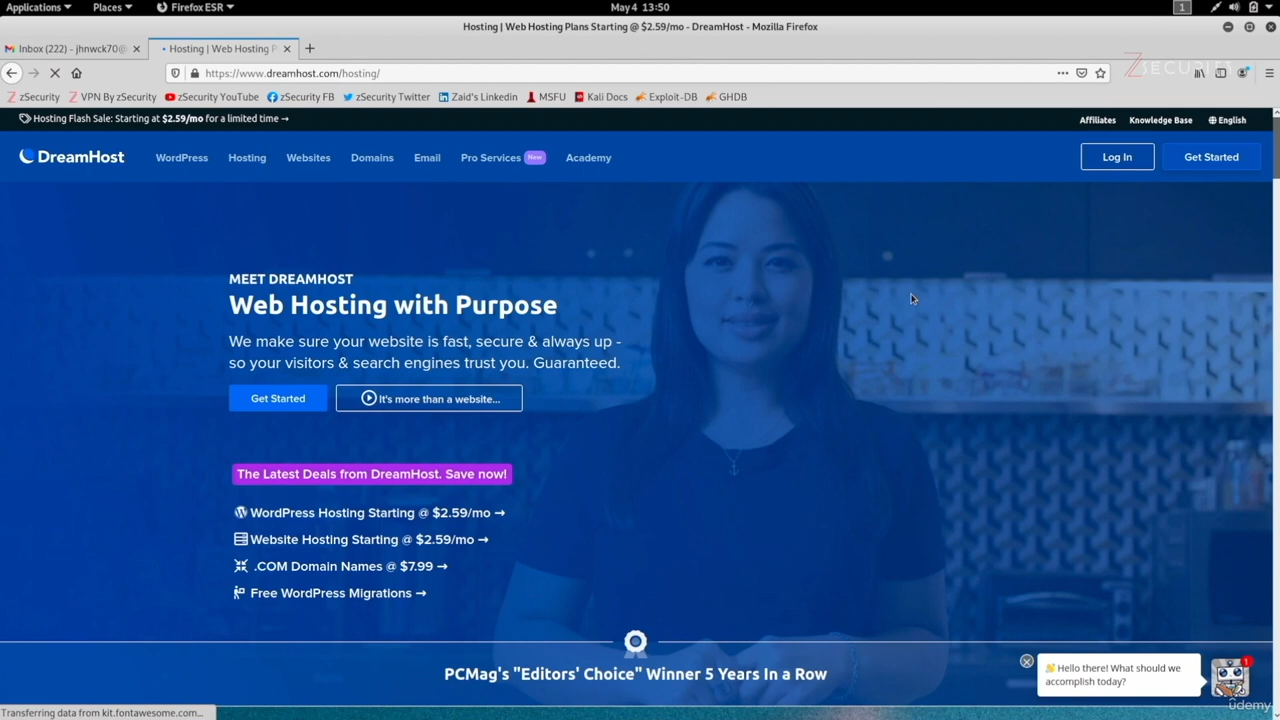 Applications Places Firefox ESR May 4 13:50 1
Hosting | Web Hosting Plans Starting @ $2.59/mo - DreamHost - Mozilla Firefox
Inbox (222) - jhnwck70@ Hosting | Web Hosting P
https://www.dreamhost.com/hosting/
zSecurity VPN By zSecurity zSecurity YouTube zSecurity FB zSecurity Twitter Zaid's Linkedin MSFU Kali Docs Exploit-DB GHDB
Hosting Flash Sale: Starting at $2.59/mo for a limited time → Affiliates Knowledge Base English
DreamHost WordPress Hosting Websites Domains Email Pro Services New Academy Log In Get Started
MEET DREAMHOST
Web Hosting with Purpose
We make sure your website is fast, secure & always up -
so your visitors & search engines trust you. Guaranteed.
Get Started It's more than a website...
The Latest Deals from DreamHost. Save now!
WordPress Hosting Starting @ $2.59/mo →
Website Hosting Starting @ $2.59/mo →
.COM Domain Names @ $7.99 →
Free WordPress Migrations →
PCMag's "Editors' Choice" Winner 5 Years In a Row
Hello there! What should we
accomplish today?
1
udemy
Transferring data from kit.fontawesome.com...